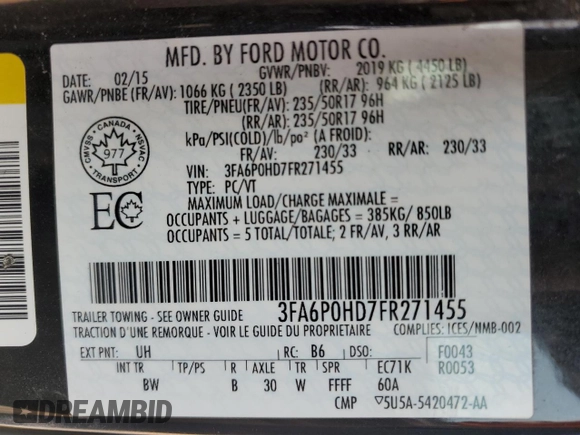 MFD. BY FORD MOTOR CO.
DATE: 02/15 GVWR/PNBV: 2019 KG ( 4450 LB)
GAWR/PNBE (FR/AV): 1066 KG ( 2350 LB) (RR/AR): 964 KG ( 2125 LB)
TIRE/PNEU(FR/AV): 235/50R17 96H
(RR/AR): 235/50R17 96H
kPa/PSI(COLD)/lb/po² (A FROID):
FR/AV: 230/33 RR/AR: 230/33
VIN: 3FA6P0HD7FR271455
TYPE: PC/VT
CANADA
CMVSS NSVAC
977
TRANSPORT
EC
MAXIMUM LOAD/CHARGE MAXIMALE =
OCCUPANTS + LUGGAGE/BAGAGES = 385KG/ 850LB
OCCUPANTS = 5 TOTAL/TOTALE; 2 FR/AV, 3 RR/AR
TRAILER TOWING - SEE OWNER GUIDE 3FA6P0HD7FR271455
TRACTION D'UNE REMORQUE - VOIR LE GUIDE DU PROPRIETAIRE COMPLIES: ICES/NMB-002
EXT PNT: UH RC: B6 DSO: F0043
INT TR TP/PS R AXLE TR SPR EC71K R0053
BW B 30 W FFFF 60A
CMP ▽5U5A-5420472-AA
DREAMBID